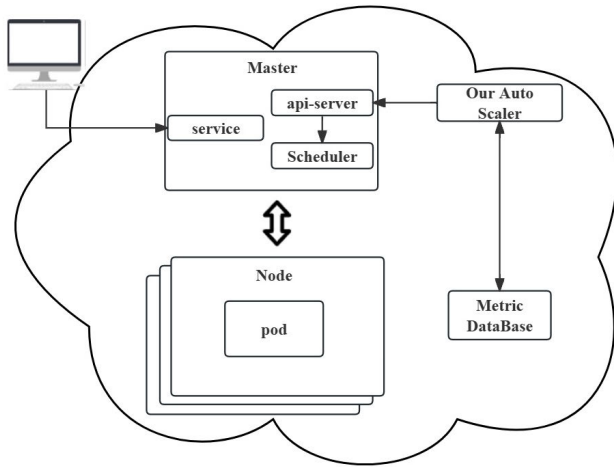 Master
api-server
Our Auto
Scaler
service
Scheduler
Node
pod
Metric
DataBase